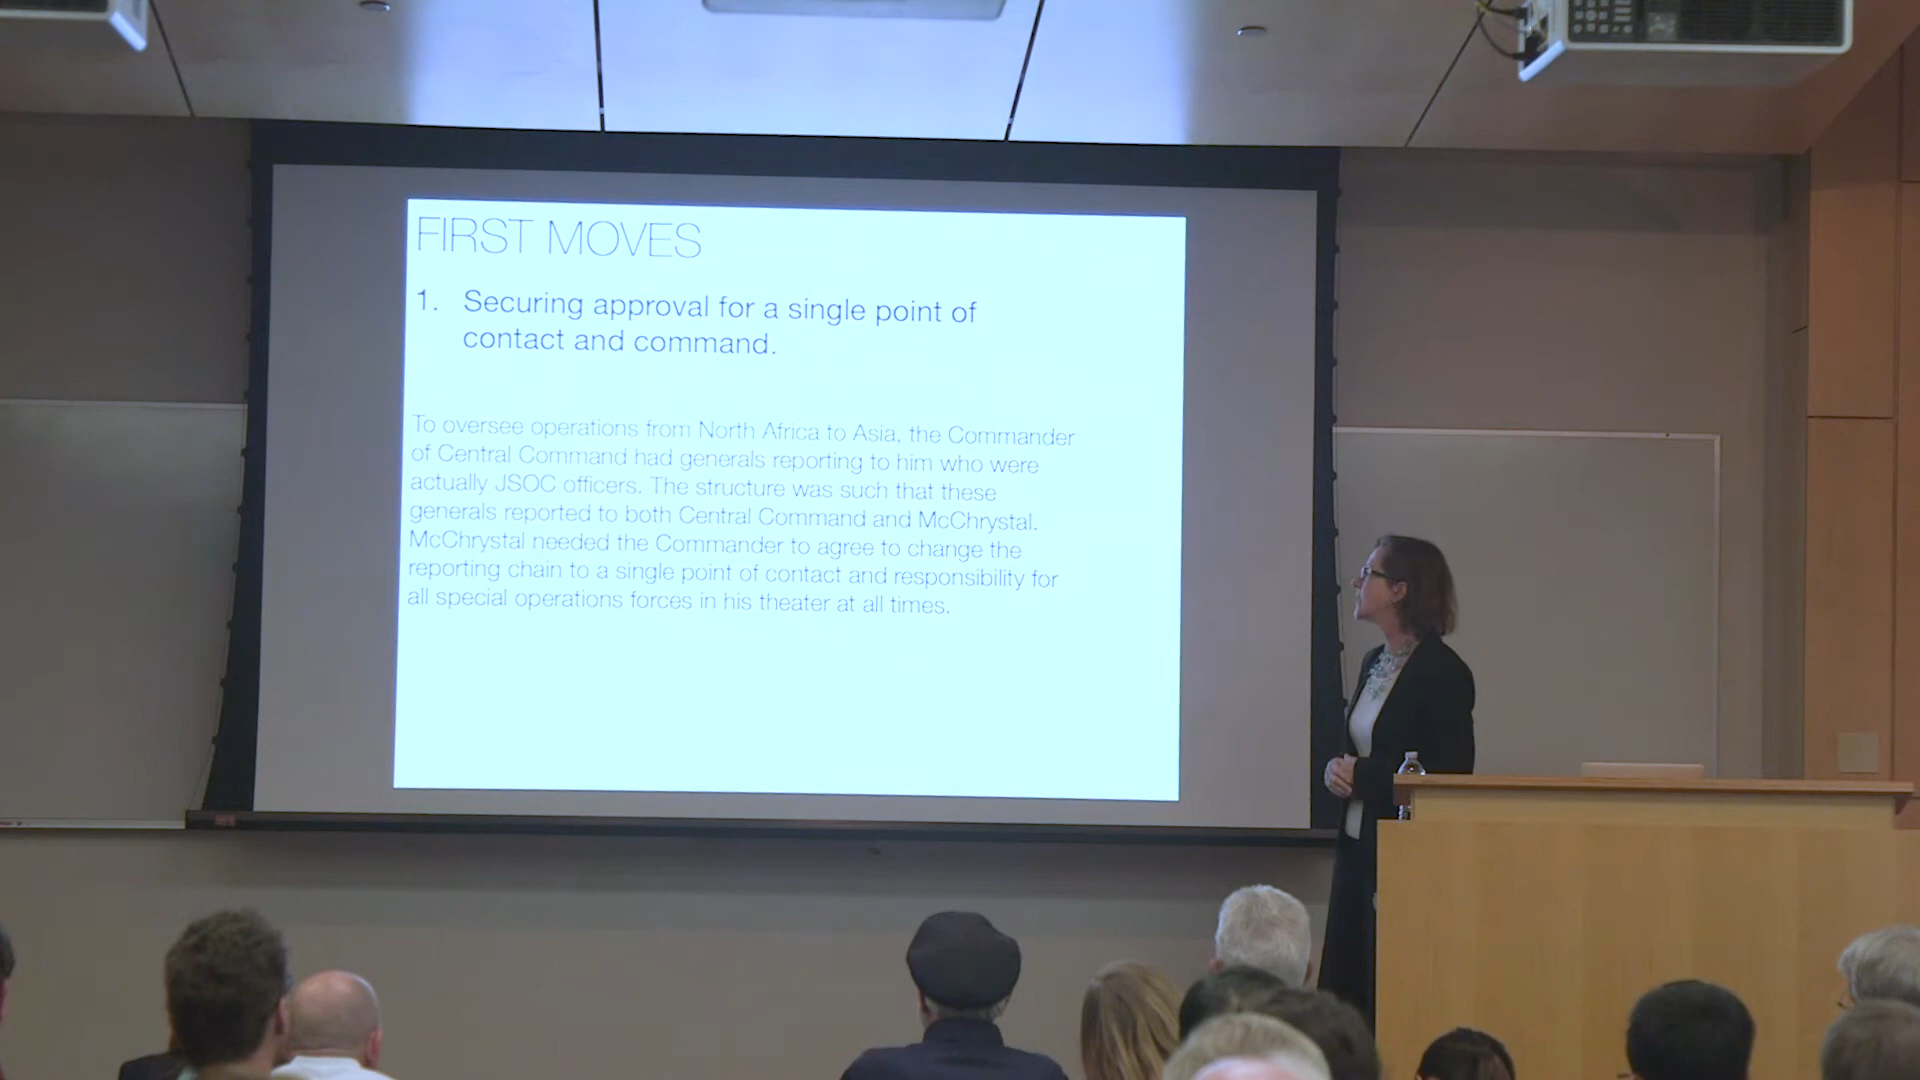 FIRST MOVES
1. Securing approval for a single point of
contact and command.
To oversee operations from North Africa to Asia, the Commander
of Central Command had generals reporting to him who were
actually JSOC officers. The structure was such that these
generals reported to both Central Command and McChrystal.
McChrystal needed the Commander to agree to change the
reporting chain to a single point of contact and responsibility for
all special operations forces in his theater at all times.